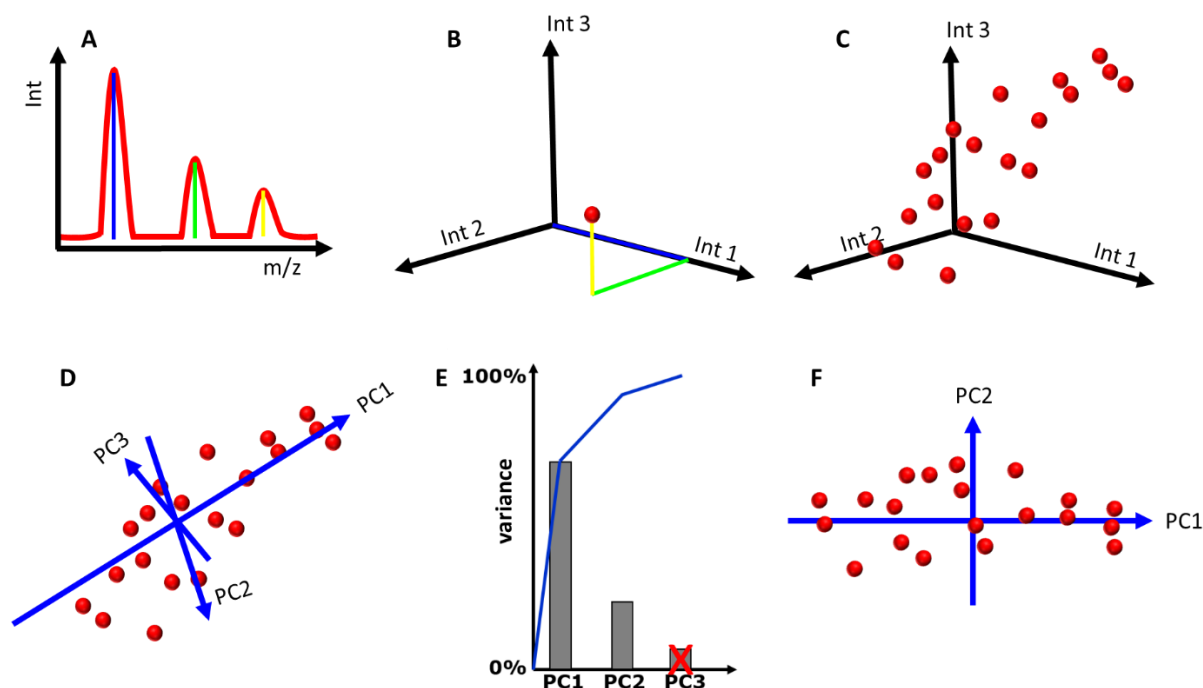 A
Int
m/z
B
Int 3
Int 2
Int 1
C
Int 3
Int 2
Int 1
D
PC1
PC3
PC2
E
100%
variance
0%
PC1 PC2 PC3
F
PC2
PC1